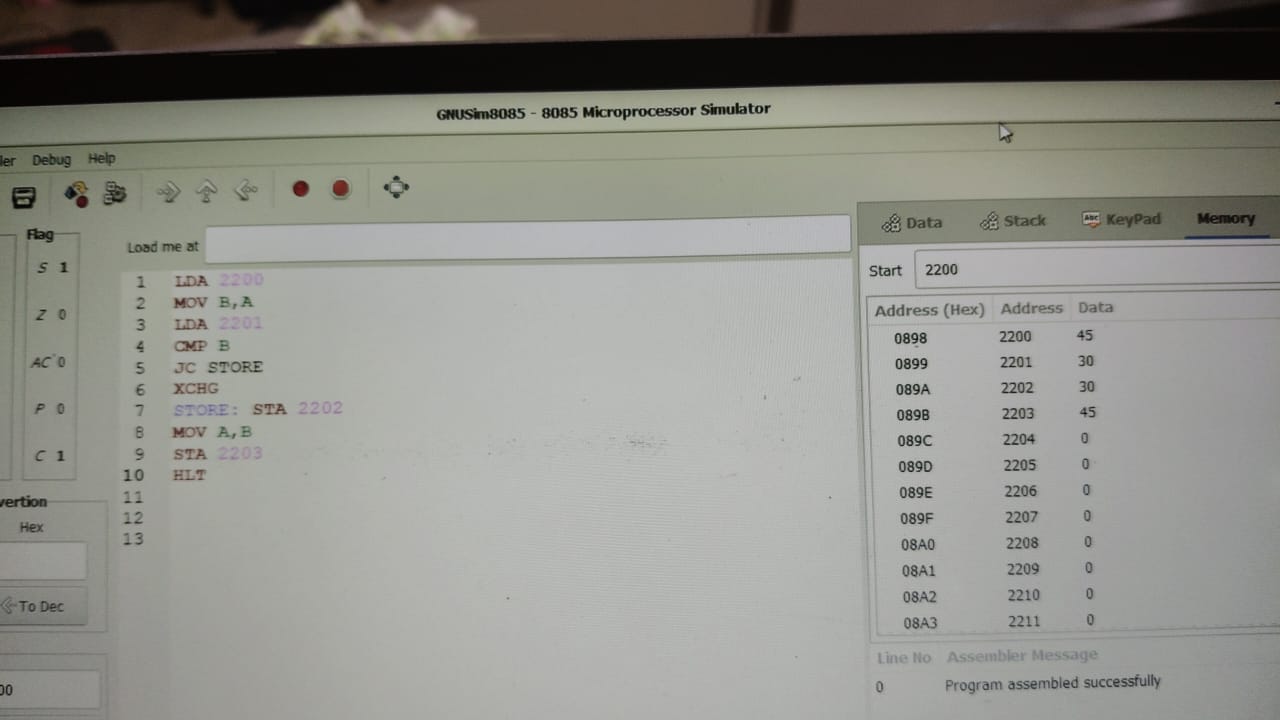 GNUSim8085 - 8085 Microprocessor Simulator
Debug Help
Data Stack Abc KeyPad Memory
Flag
S 1
Z 0
AC 0
P 0
C 1
Load me at
1 LDA 2200
2 MOV B,A
3 LDA 2201
4 CMP B
5 JC STORE
6 XCHG
7 STORE: STA 2202
8 MOV A,B
9 STA 2203
10 HLT
11
12
13
Start 2200
Address (Hex) Address Data
0898 2200 45
0899 2201 30
089A 2202 30
089B 2203 45
089C 2204 0
089D 2205 0
089E 2206 0
089F 2207 0
08A0 2208 0
08A1 2209 0
08A2 2210 0
08A3 2211 0
Hex
To Dec
Line No Assembler Message
0 Program assembled successfully